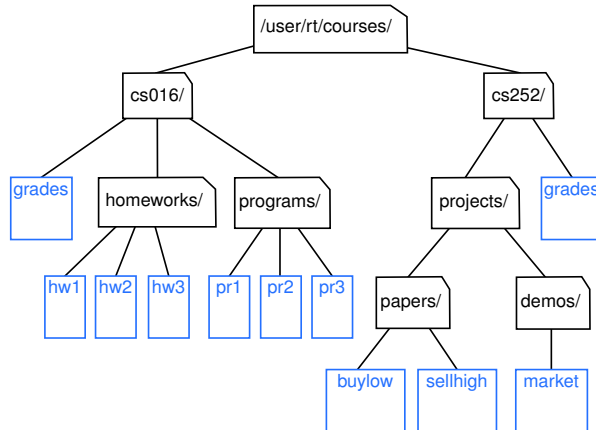 /user/rt/courses/
cs016/
cs252/
grades
homeworks/
programs/
projects/
grades
hw1
hw2
hw3
pr1
pr2
pr3
papers/
demos/
buylow
sellhigh
market